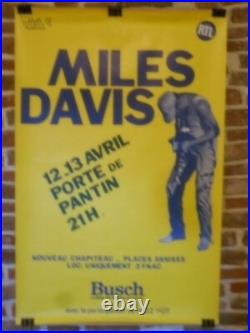 RTL
MILES
DAVIS
12.13 AVRIL
PORTE DE
PANTIN
21H.
NOUVEAU CHAPITEAU _ PLACES ASSISES
LOC. UNIQUEMENT 3 FNAC
Busch